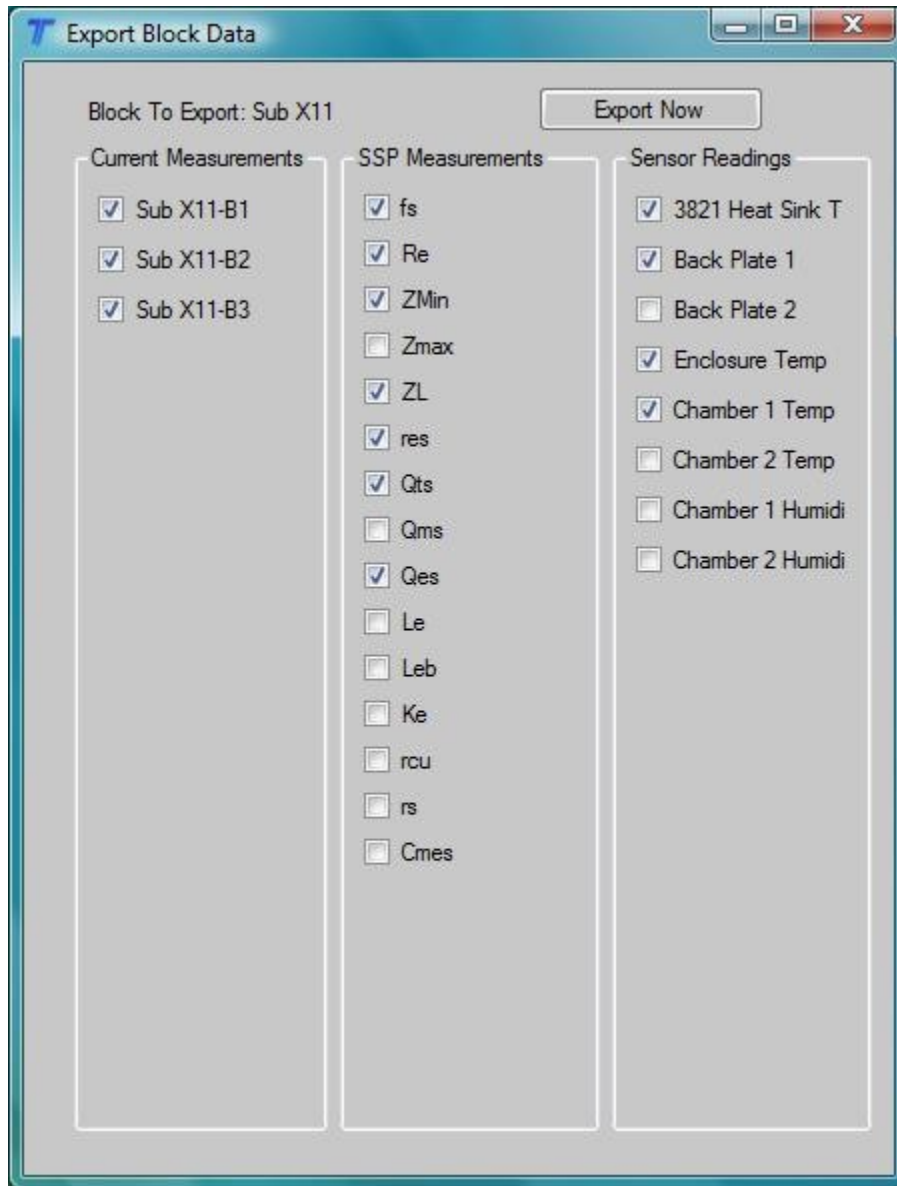 Export Block Data
Block To Export: Sub X11
Export Now
Current Measurements
Sub X11-B1
Sub X11-B2
Sub X11-B3
SSP Measurements
fs
Re
ZMin
Zmax
ZL
res
Qts
Qms
Qes
Le
Leb
Ke
rcu
rs
Cmes
Sensor Readings
3821 Heat Sink T
Back Plate 1
Back Plate 2
Enclosure Temp
Chamber 1 Temp
Chamber 2 Temp
Chamber 1 Humidi
Chamber 2 Humidi